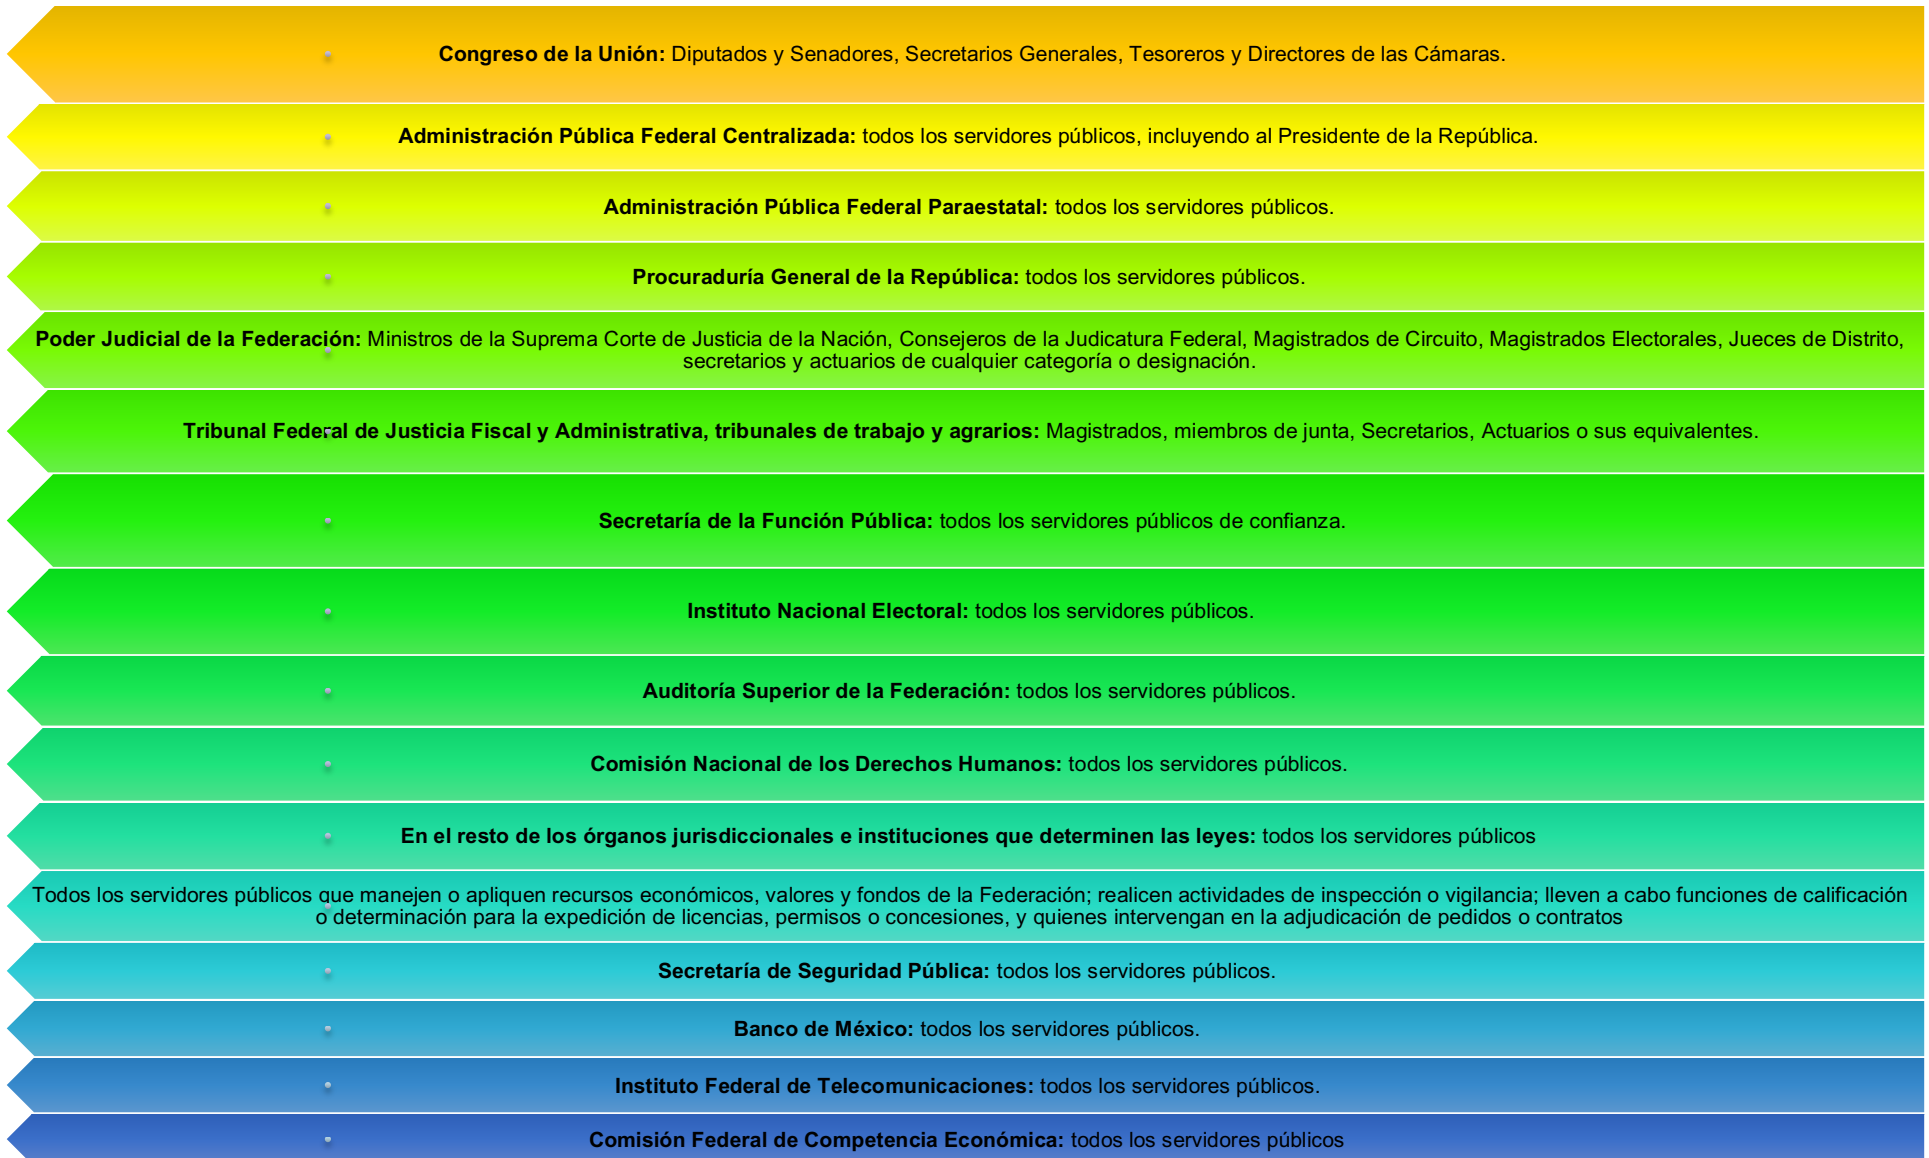 Congreso de la Unión: Diputados y Senadores, Secretarios Generales, Tesoreros y Directores de las Cámaras.
Administración Pública Federal Centralizada: todos los servidores públicos, incluyendo al Presidente de la República.
Administración Pública Federal Paraestatal: todos los servidores públicos.
Procuraduría General de la República: todos los servidores públicos.
Poder Judicial de la Federación: Ministros de la Suprema Corte de Justicia de la Nación, Consejeros de la Judicatura Federal, Magistrados de Circuito, Magistrados Electorales, Jueces de Distrito,
secretarios y actuarios de cualquier categoría o designación.
Tribunal Federal de Justicia Fiscal y Administrativa, tribunales de trabajo y agrarios: Magistrados, miembros de junta, Secretarios, Actuarios o sus equivalentes.
Secretaría de la Función Pública: todos los servidores públicos de confianza.
Instituto Nacional Electoral: todos los servidores públicos.
Auditoría Superior de la Federación: todos los servidores públicos.
Comisión Nacional de los Derechos Humanos: todos los servidores públicos.
En el resto de los órganos jurisdiccionales e instituciones que determinen las leyes: todos los servidores públicos
Todos los servidores públicos que manejen o apliquen recursos económicos, valores y fondos de la Federación; realicen actividades de inspección o vigilancia; lleven a cabo funciones de calificación
o determinación para la expedición de licencias, permisos o concesiones, y quienes intervengan en la adjudicación de pedidos o contratos
Secretaría de Seguridad Pública: todos los servidores públicos.
Banco de México: todos los servidores públicos.
Instituto Federal de Telecomunicaciones: todos los servidores públicos.
Comisión Federal de Competencia Económica: todos los servidores públicos